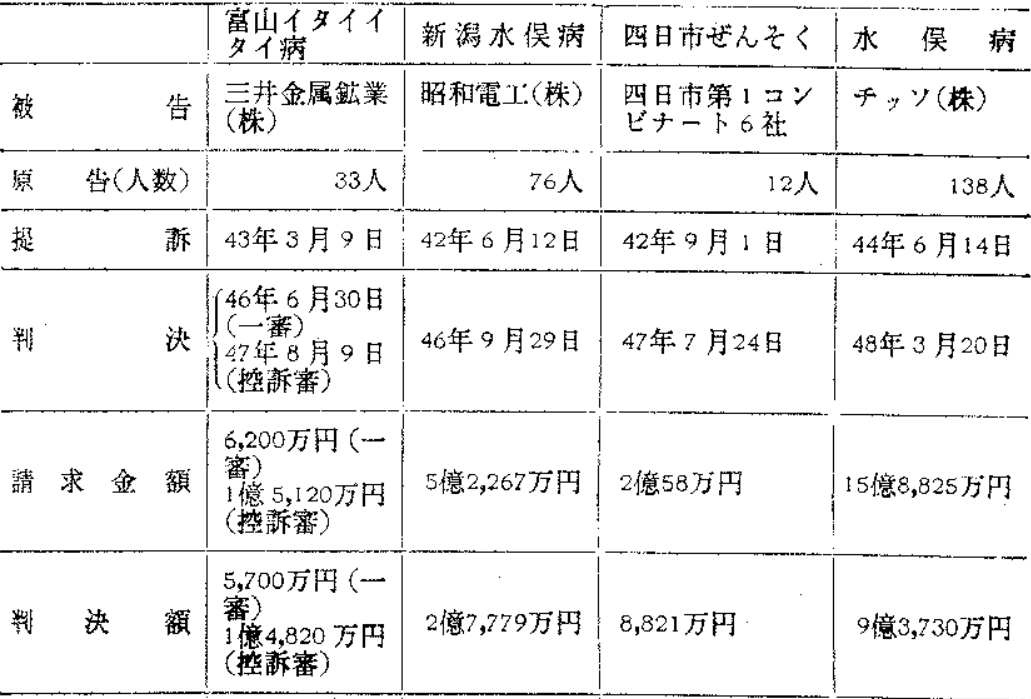 富山イタイイ
タイ病
新潟水俣病
四日市ぜんそく
水俣病
被告
三井金属鉱業
(株)
昭和電工(株)
四日市第1コン
ビナート6社
チッソ(株)
原告(人数)
33人
76人
12人
138人
提訴
43年3月9日
42年6月12日
42年9月1日
44年6月14日
判決
46年6月30日
(一審)
47年8月9日
(控訴審)
46年9月29日
47年7月24日
48年3月20日
請求金額
6,200万円(一
審)
1億5,120万円
(控訴審)
5億2,267万円
2億58万円
15億8,825万円
判決額
5,700万円(一
審)
1億4,820万円
(控訴審)
2億7,779万円
8,821万円
9億3,730万円